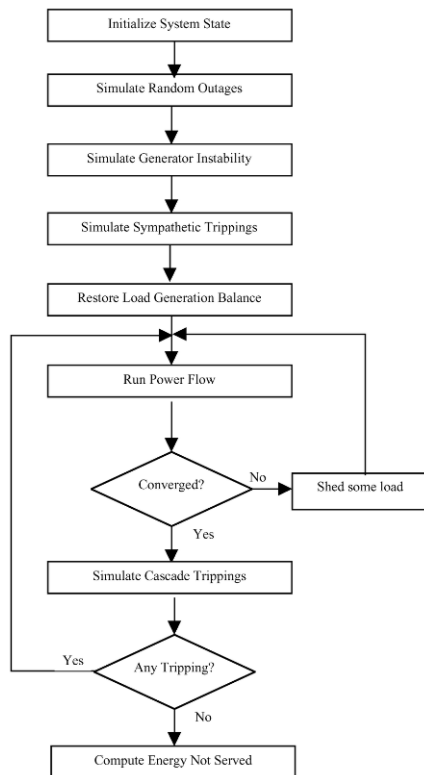 Initialize System State
Simulate Random Outages
Simulate Generator Instability
Simulate Sympathetic Trippings
Restore Load Generation Balance
Run Power Flow
Converged?
No
Shed some load
Yes
Simulate Cascade Trippings
Yes
Any Tripping?
No
Compute Energy Not Served